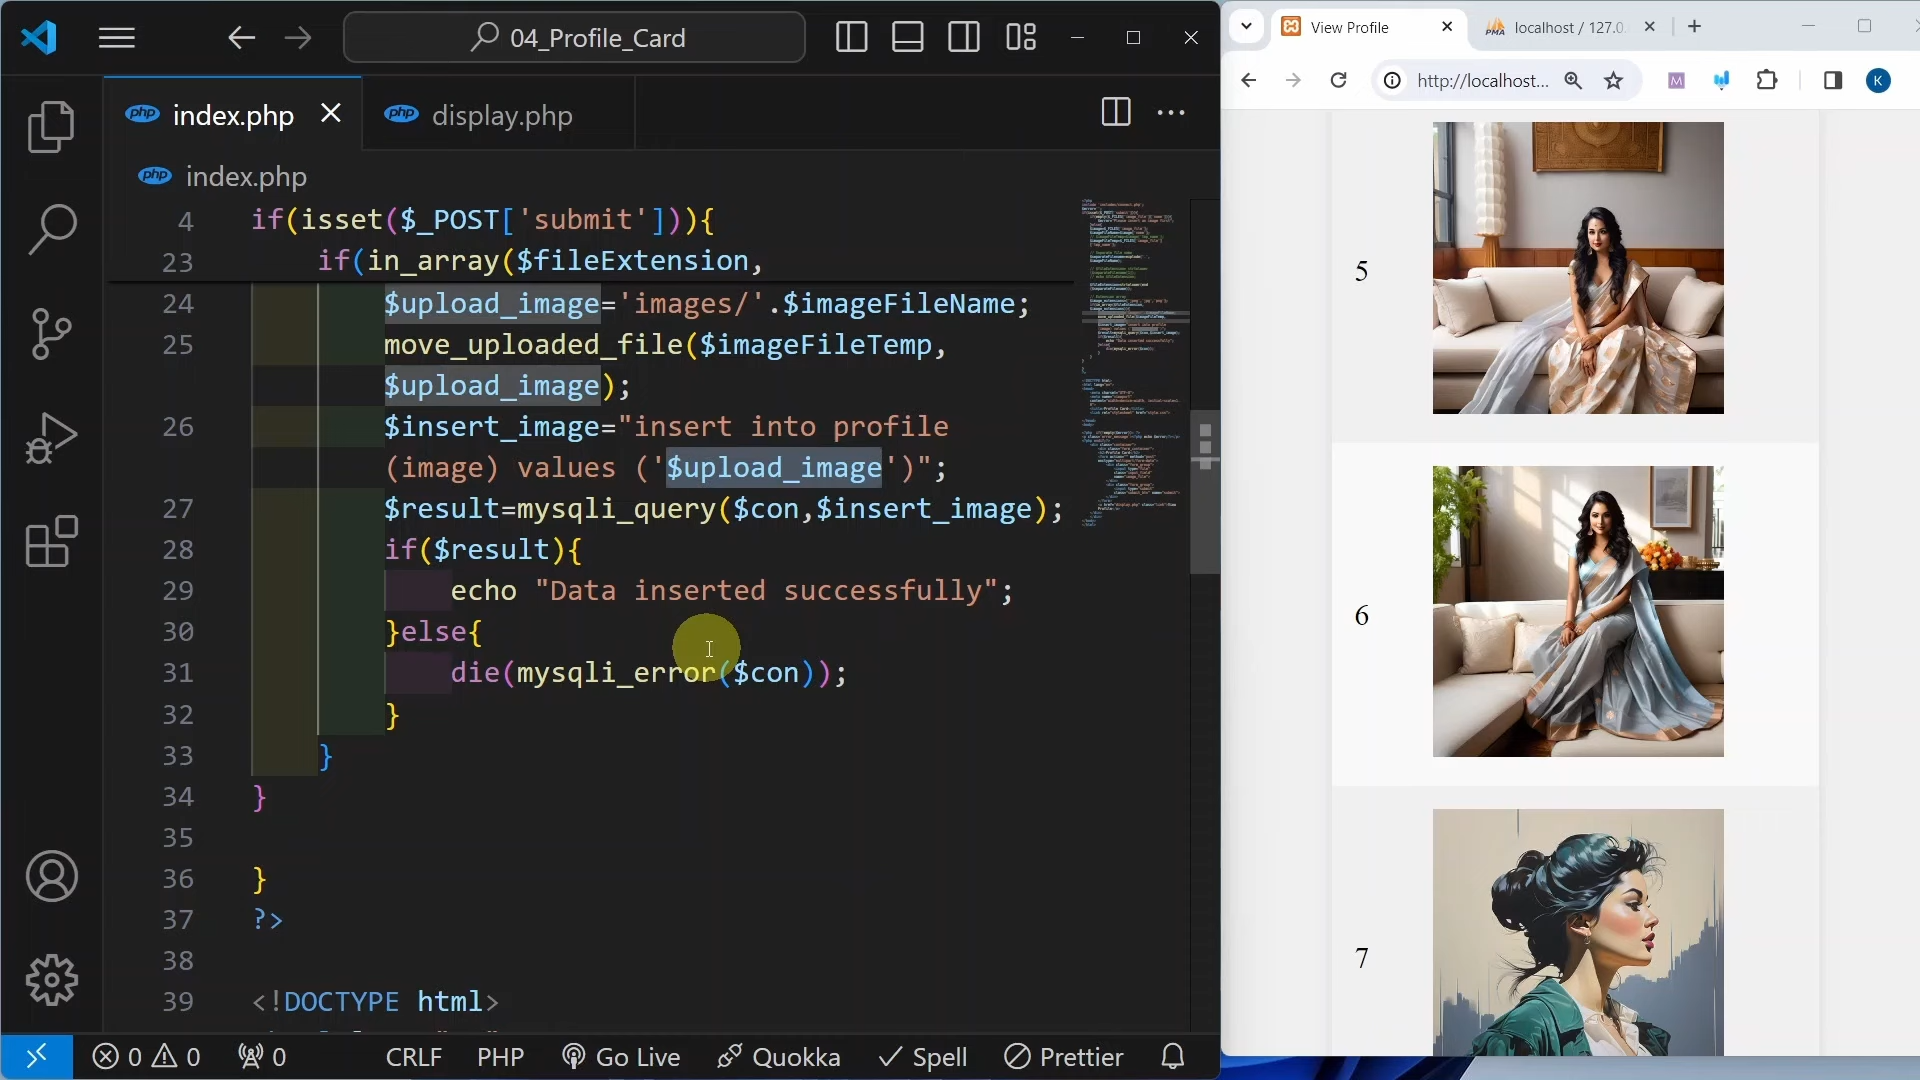 04_Profile_Card
index.php
display.php
index.php
4 if(isset($_POST['submit'])){
23 if(in_array($fileExtension,
24 $upload_image='images/'.$imageFileName;
25 move_uploaded_file($imageFileTemp,
$upload_image);
26 $insert_image="insert into profile
(image) values ('$upload_image')";
27 $result=mysqli_query($con,$insert_image);
28 if($result){
29 echo "Data inserted successfully";
30 }else{
31 die(mysqli_error($con));
32 }
33 }
34 }
35
36 }
37 ?>
38
39 <!DOCTYPE html>
0 0 0 CRLF PHP Go Live Quokka Spell Prettier
View Profile
localhost / 127.0.
http://localhost...
K
5
6
7